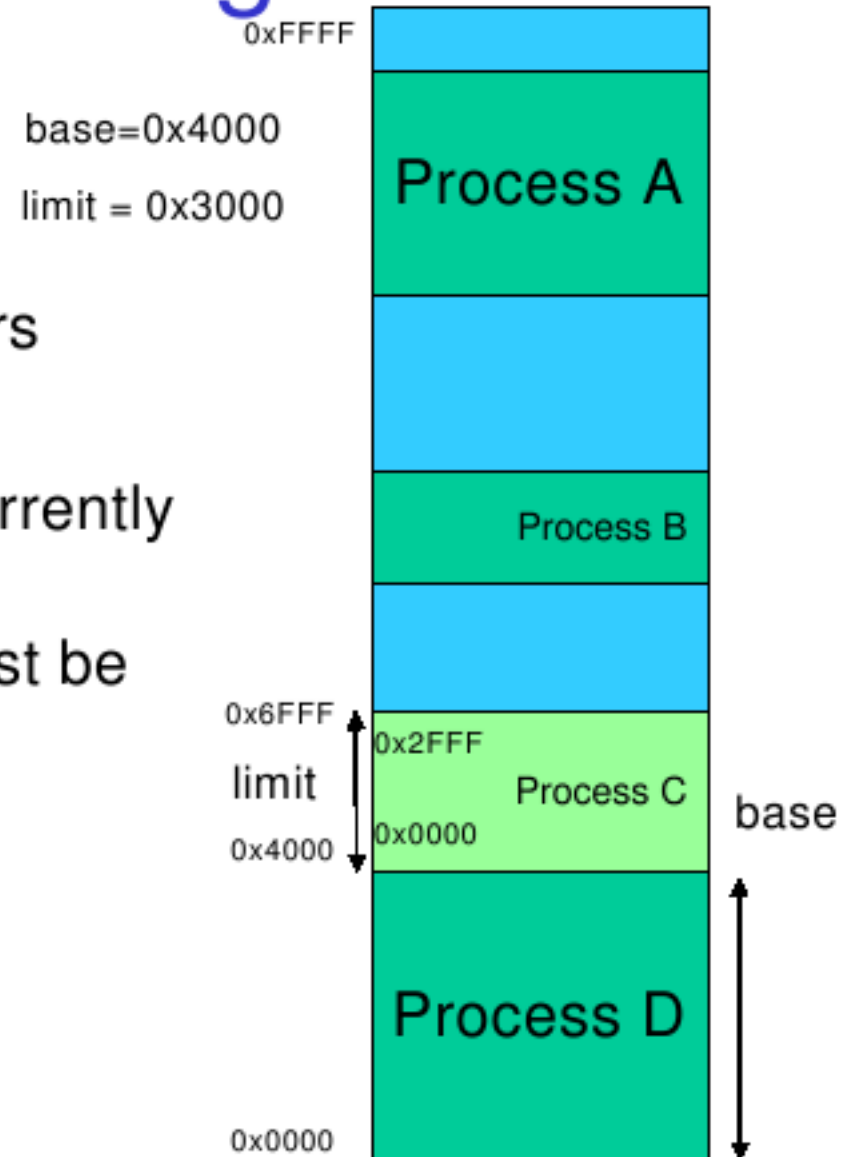 0xFFFF
base=0x4000
Process A
limit = 0x3000
rs
rrently
Process B
st be
0x6FFF
0x2FFF
limit
Process C
base
0x0000
0x4000
Process D
0x0000